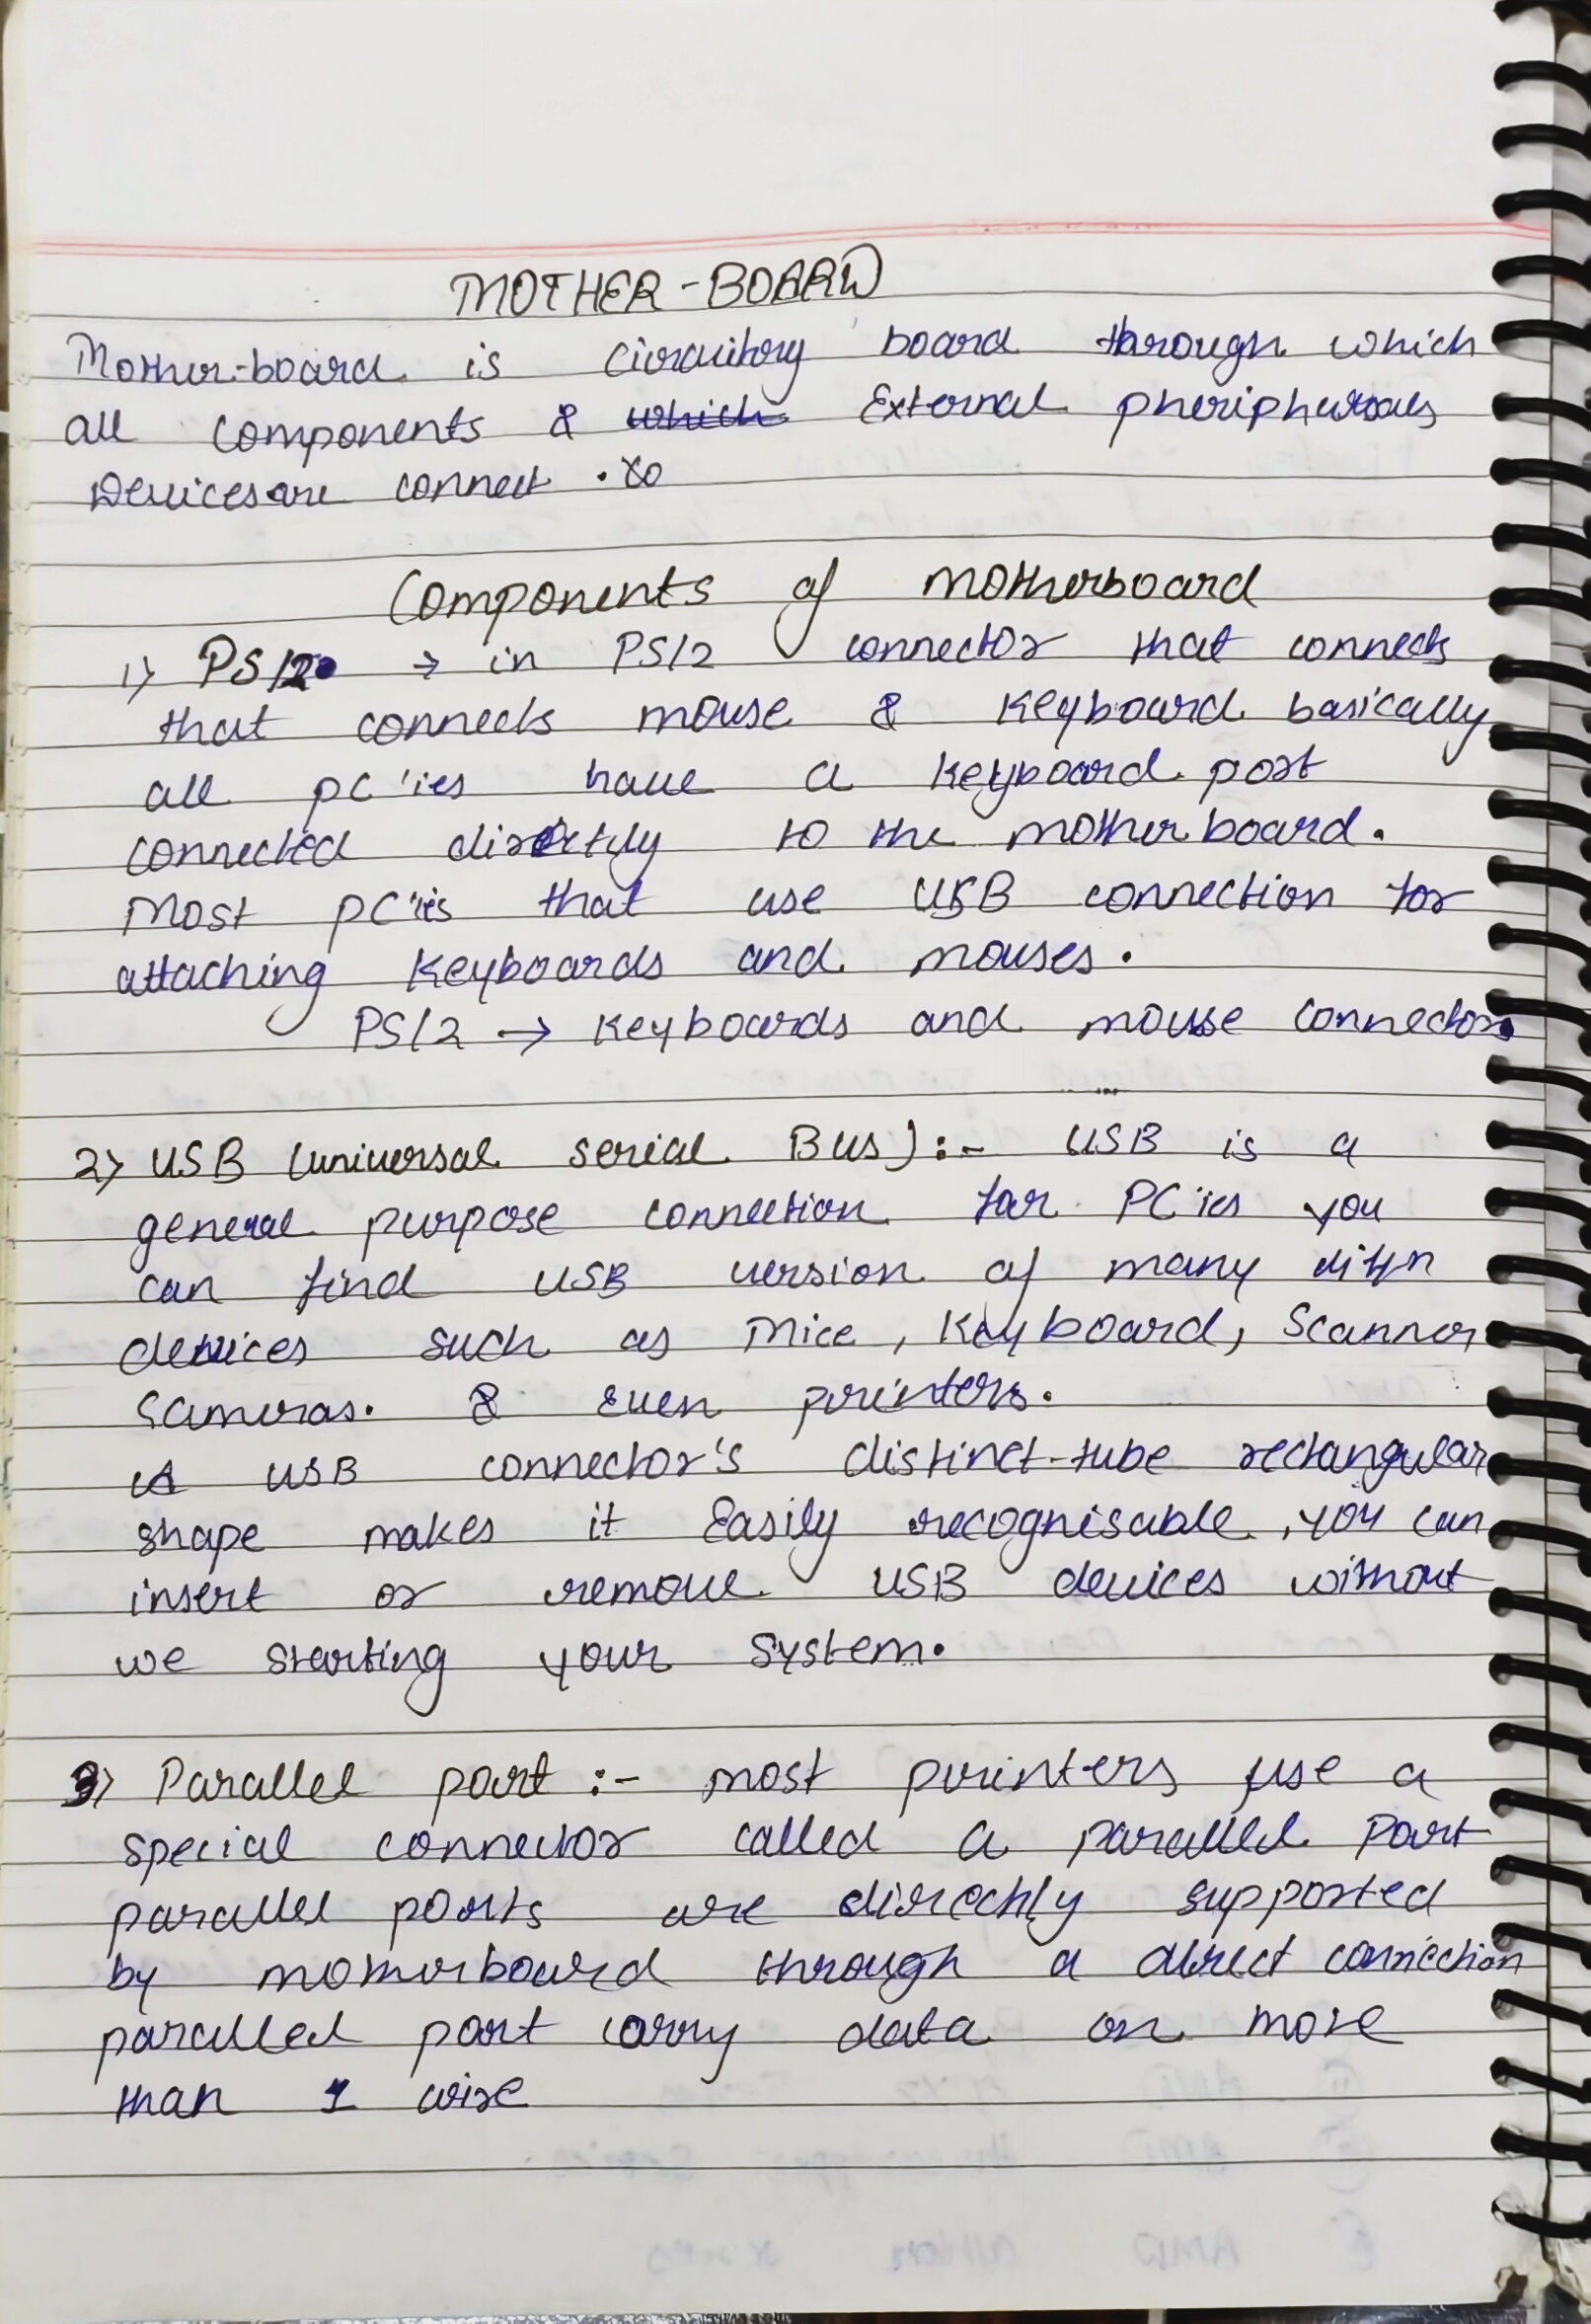 MOTHER-BOARD
Mother-board is Circuitory board through which
all components & which External pheripherals
Devices are connect .
Components of Motherboard
1) PS/2 → in PS/2 connector that connects
that connects mouse & Keyboard basically
all pc'ies have a Keyboard port
connected directly to the motherboard.
Most pc'ies that use USB connection for
attaching Keyboards and mouses.
PS/2 → Keyboards and mouse connectors
2) USB (universal serial Bus):- USB is a
general purpose connection for PC'ies you
can find USB version of many diffn
devices such as Mice, Keyboard, Scanner
Cameras. & Even printers.
A USB connector's distinct-tube rectangular
shape makes it Easily recognisable, you can
insert or remove USB devices without
we starting your system.
3) Parallel port :- most printers use a
special connector called a parallel Port
parallel ports are directly supported
by motherboard through a direct connection
parallel port carry data on more
than 1 wire